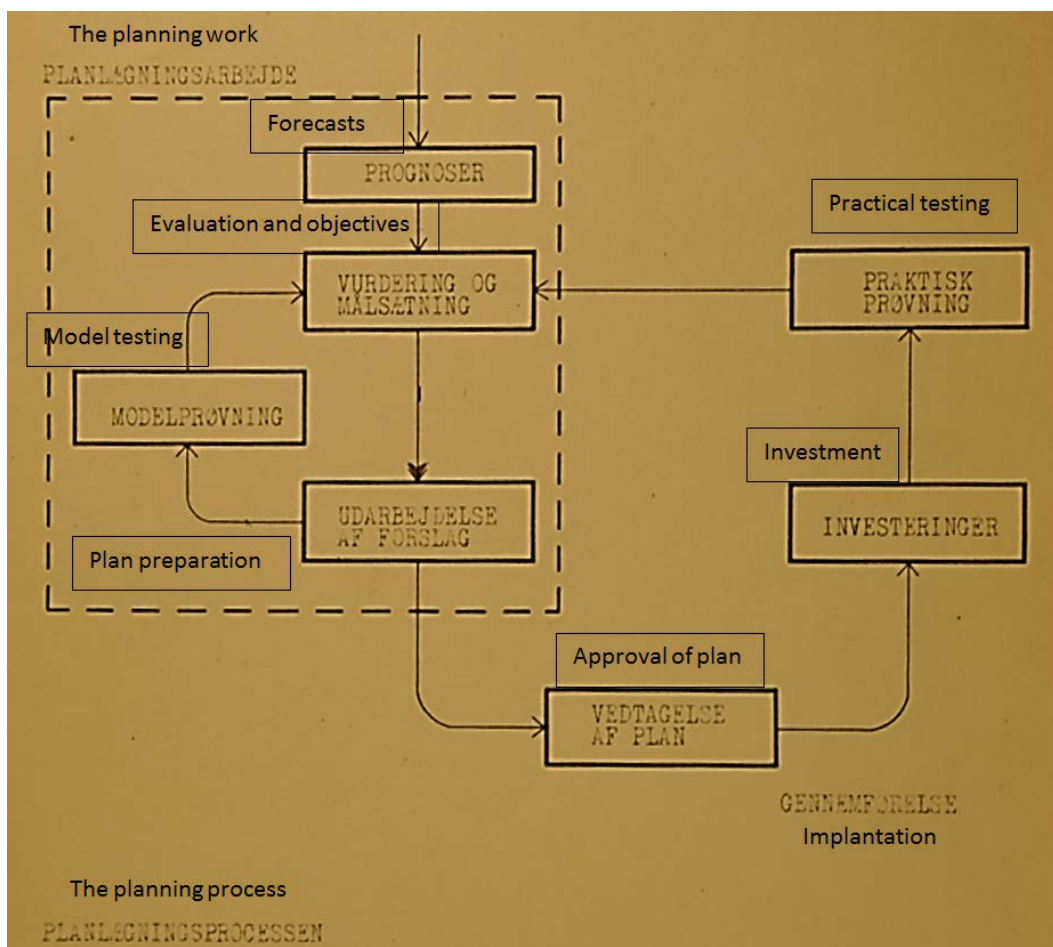 The planning work
PLANLÆGNINGSARBEJDE
Forecasts
PROGNOSER
Evaluation and objectives
VURDERING OG
MÅLSÆTNING
Practical testing
PRAKTISK
PRØVNING
Model testing
MODELPRØVNING
Investment
INVESTERINGER
UDARBEJDELSE
AF FORSLAG
Plan preparation
Approval of plan
VEDTAGELSE
AF PLAN
GENNEMFØRELSE
Implantation
The planning process
PLANLÆGNINGSPROCESSEN